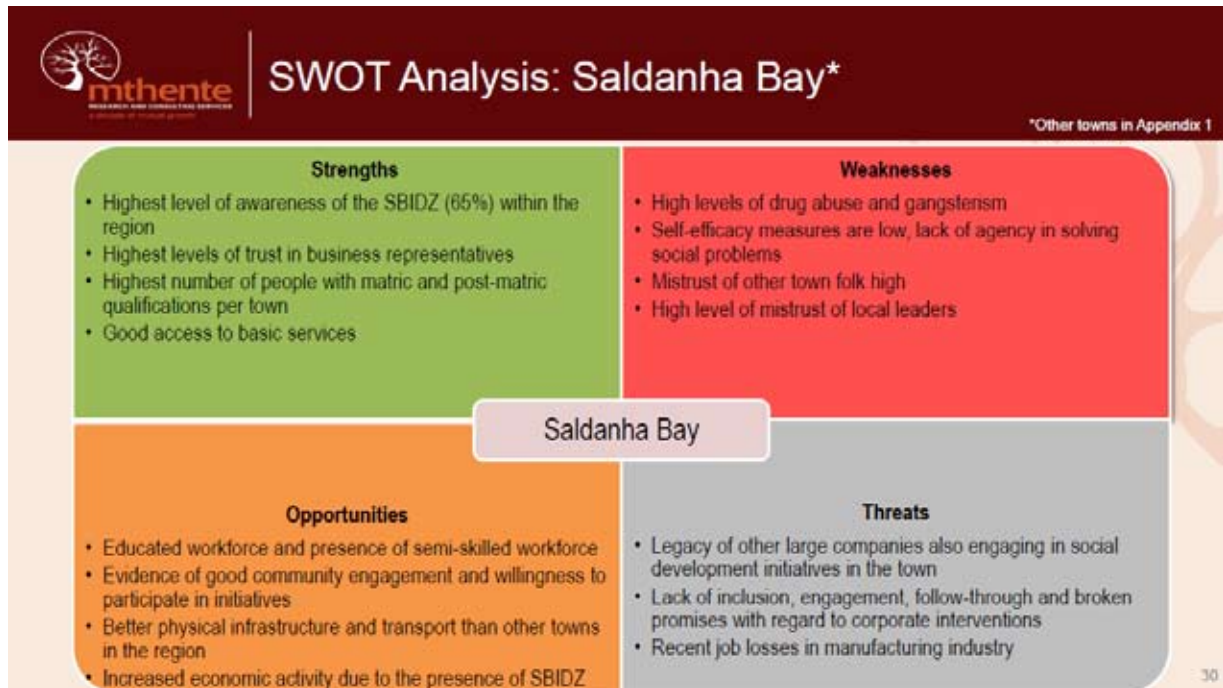 mthente
RESEARCH AND CONSULTING SERVICES
a decade of mutual growth
SWOT Analysis: Saldanha Bay*
*Other towns in Appendix 1
Strengths
• Highest level of awareness of the SBIDZ (65%) within the
region
• Highest levels of trust in business representatives
• Highest number of people with matric and post-matric
qualifications per town
• Good access to basic services
Weaknesses
• High levels of drug abuse and gangsterism
• Self-efficacy measures are low, lack of agency in solving
social problems
• Mistrust of other town folk high
• High level of mistrust of local leaders
Saldanha Bay
Opportunities
• Educated workforce and presence of semi-skilled workforce
• Evidence of good community engagement and willingness to
participate in initiatives
• Better physical infrastructure and transport than other towns
in the region
• Increased economic activity due to the presence of SBIDZ
Threats
• Legacy of other large companies also engaging in social
development initiatives in the town
• Lack of inclusion, engagement, follow-through and broken
promises with regard to corporate interventions
• Recent job losses in manufacturing industry
30